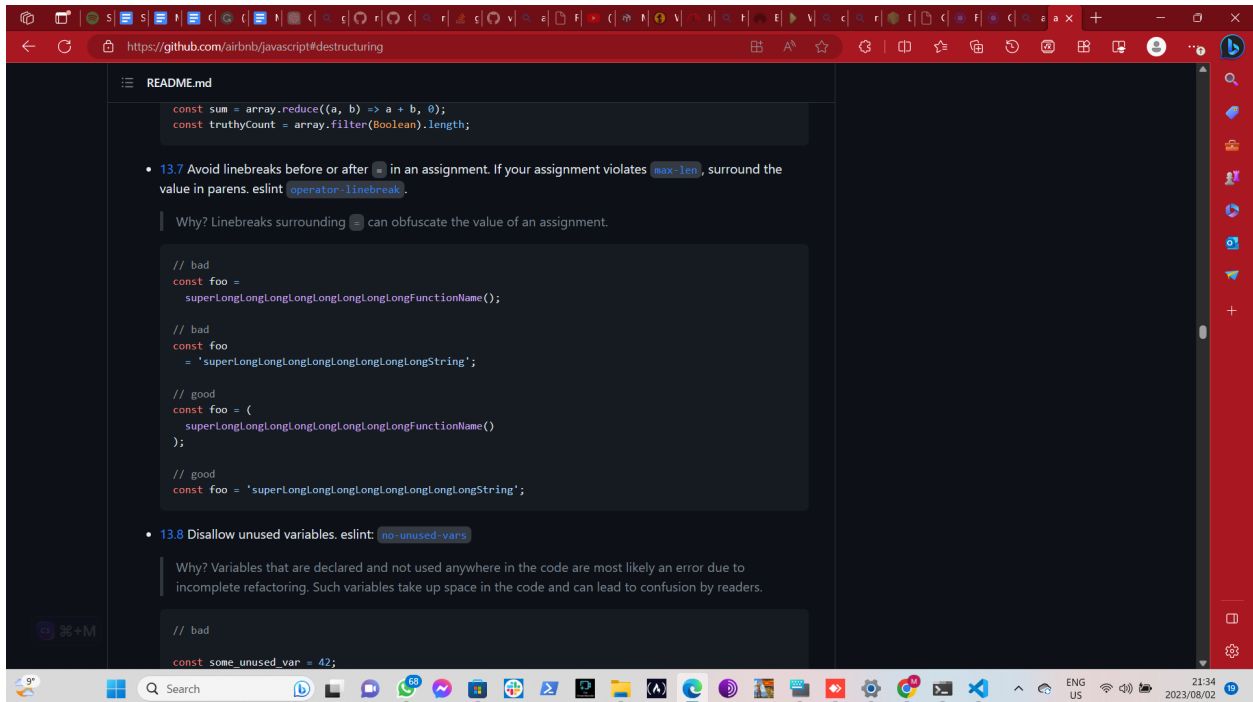 https://github.com/airbnb/javascript#destructuring
README.md
const sum = array.reduce((a, b) => a + b, 0);
const truthyCount = array.filter(Boolean).length;
13.7 Avoid linebreaks before or after = in an assignment. If your assignment violates max-len, surround the
value in parens. eslint operator-linebreak.
Why? Linebreaks surrounding = can obfuscate the value of an assignment.
// bad
const foo =
superLongLongLongLongLongLongLongLongFunctionName();
// bad
const foo
= 'superLongLongLongLongLongLongLongLongString';
// good
const foo = (
superLongLongLongLongLongLongLongLongFunctionName()
);
// good
const foo = 'superLongLongLongLongLongLongLongLongString';
13.8 Disallow unused variables. eslint: no-unused-vars
Why? Variables that are declared and not used anywhere in the code are most likely an error due to
incomplete refactoring. Such variables take up space in the code and can lead to confusion by readers.
// bad
⌘+M
const some_unused_var = 42;
9°
Search
68
ENG
US
21:34
2023/08/02
19